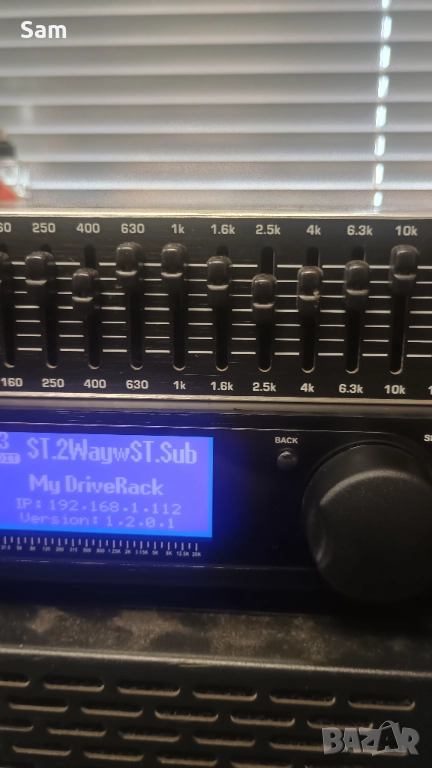 Sam
250 400 630 1k 1.6k 2.5k 4k 6.3k 10k
160 250 400 630 1k 1.6k 2.5k 4k 6.3k 10k
BACK
ST.2WaywST.Sub
My DriveRack
IP: 192.168.1.112
Version: 1.2.0.1
BAZAR